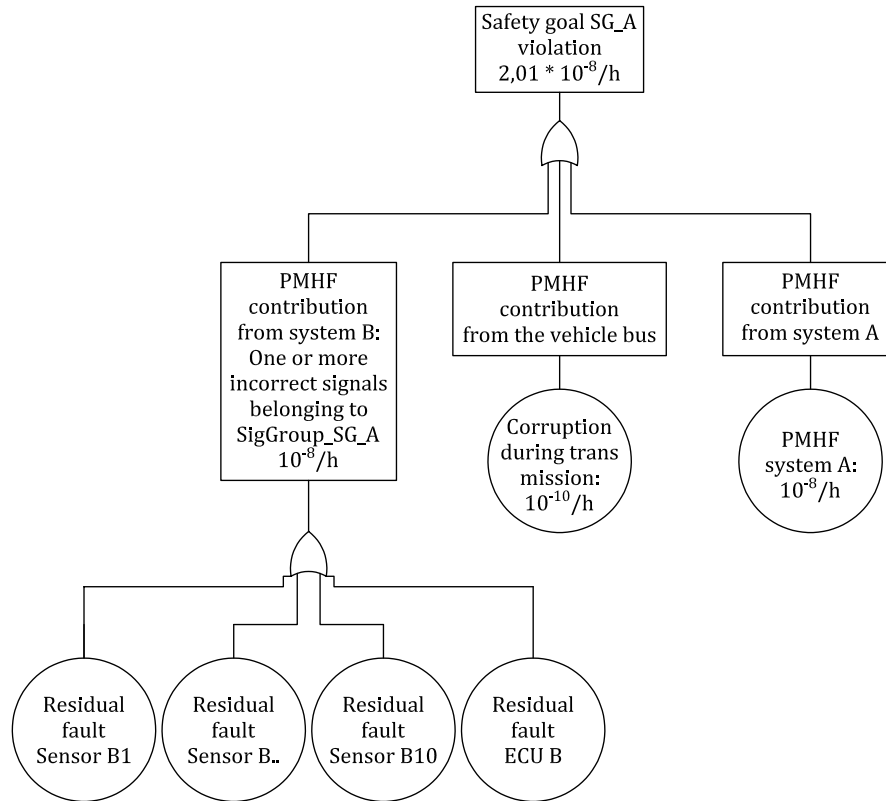 Safety goal SG_A
violation
2,01 * 10⁻⁸/h
PMHF
contribution
from system B:
One or more
incorrect signals
belonging to
SigGroup_SG_A
10⁻⁸/h
PMHF
contribution
from the vehicle bus
PMHF
contribution
from system A
Corruption
during trans
mission:
10⁻¹⁰/h
PMHF
system A:
10⁻⁸/h
Residual
fault
Sensor B1
Residual
fault
Sensor B..
Residual
fault
Sensor B10
Residual
fault
ECU B